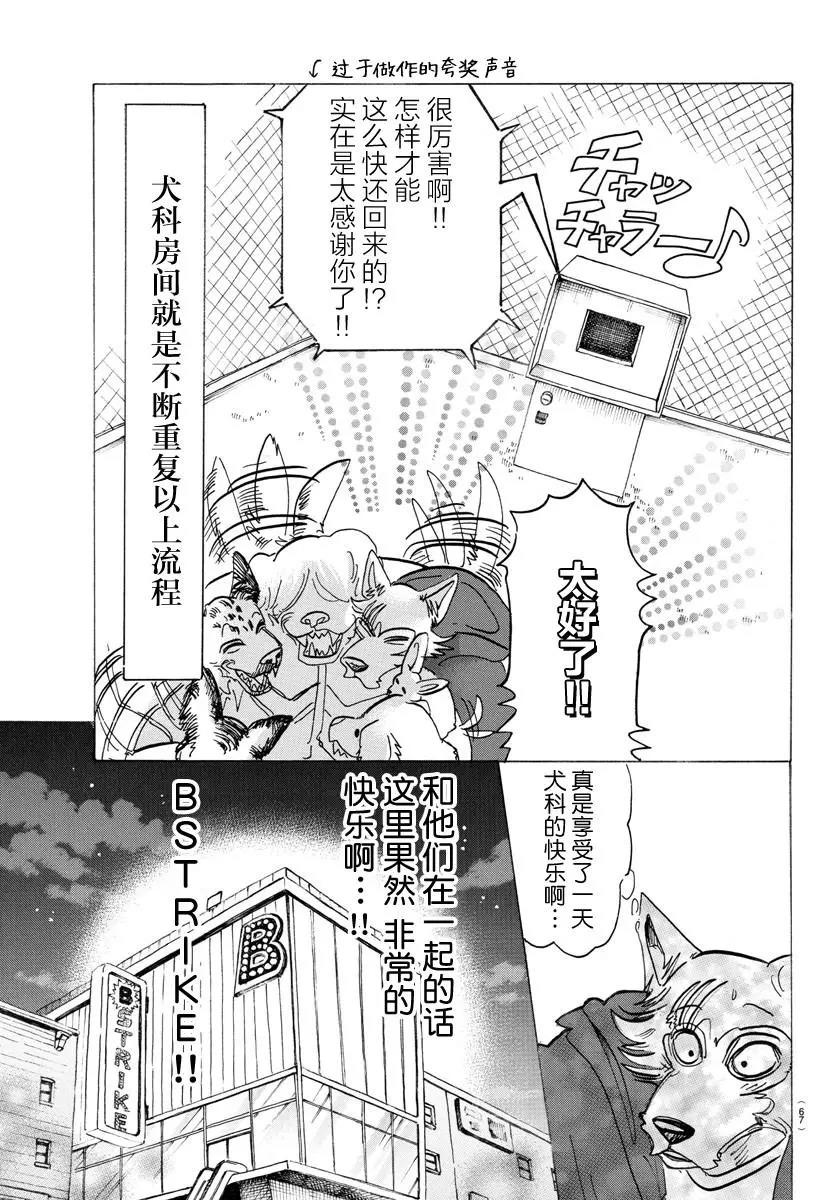 过于做作的夸奖声音
很厉害啊!!
怎样才能
这么快还回来的!?
实在是太感谢你了!!
チャッ
チャラー♪
犬科房间就是不断重复以上流程
太好了!!
真是享受了一天
犬科的快乐啊…
和他们在一起的话
这里果然 非常的
快乐啊…!!
BSTRIKE!!
B
BSTRIKE
(67)